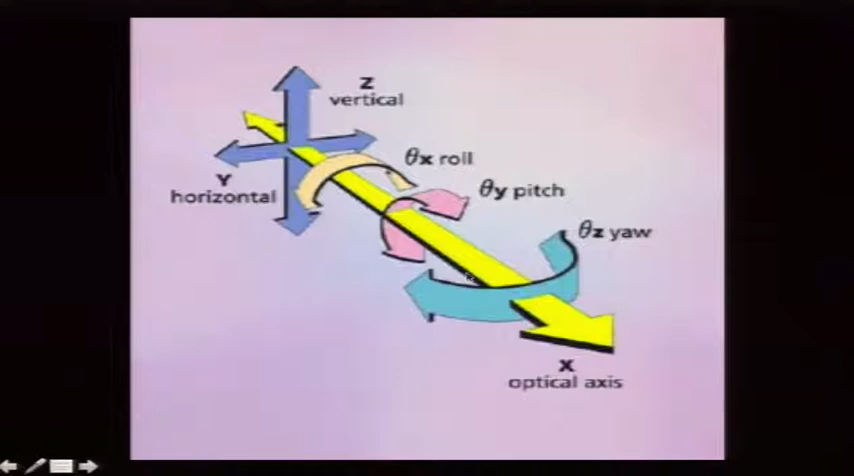 Z
vertical
θx roll
Y
horizontal
θy pitch
θz yaw
X
optical axis